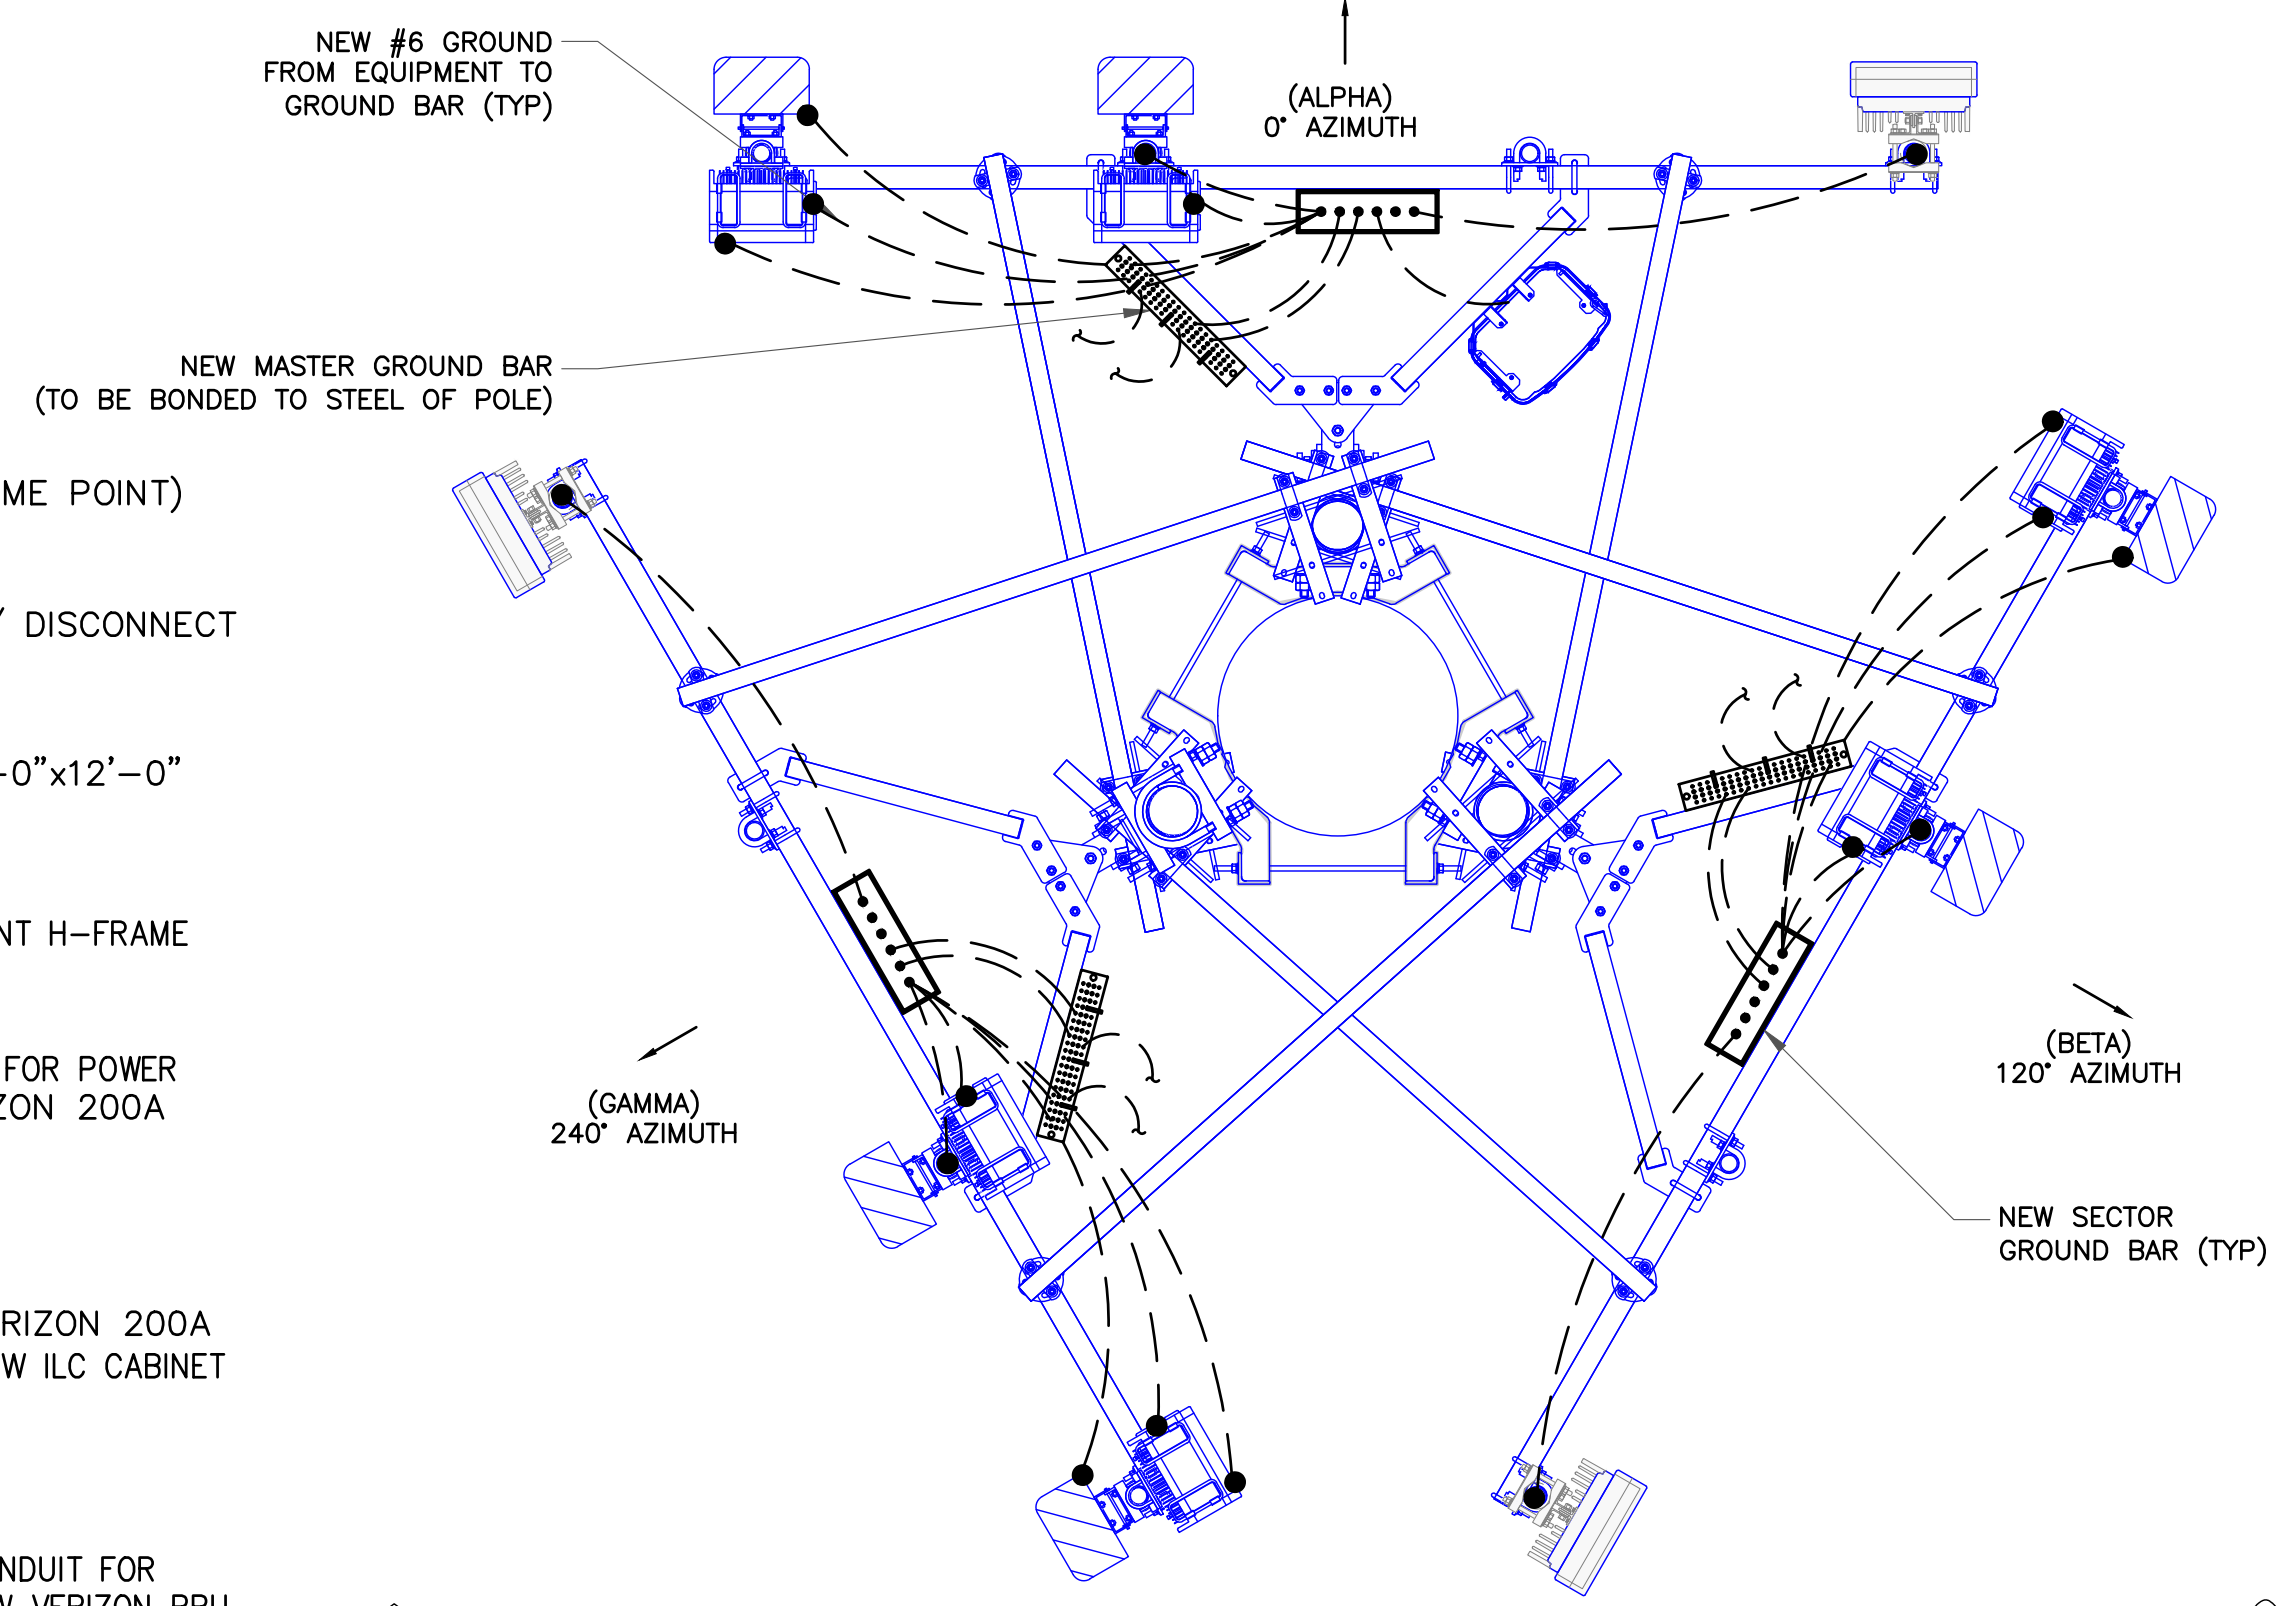 NEW #6 GROUND
FROM EQUIPMENT TO
GROUND BAR (TYP)
(ALPHA)
0° AZIMUTH
NEW MASTER GROUND BAR
(TO BE BONDED TO STEEL OF POLE)
ME POINT)
/ DISCONNECT
-0"x12'-0"
NT H-FRAME
FOR POWER
ZON 200A
(GAMMA)
240° AZIMUTH
(BETA)
120° AZIMUTH
NEW SECTOR
GROUND BAR (TYP)
RIZON 200A
W ILC CABINET
NDUIT FOR
W VERIZON RRU